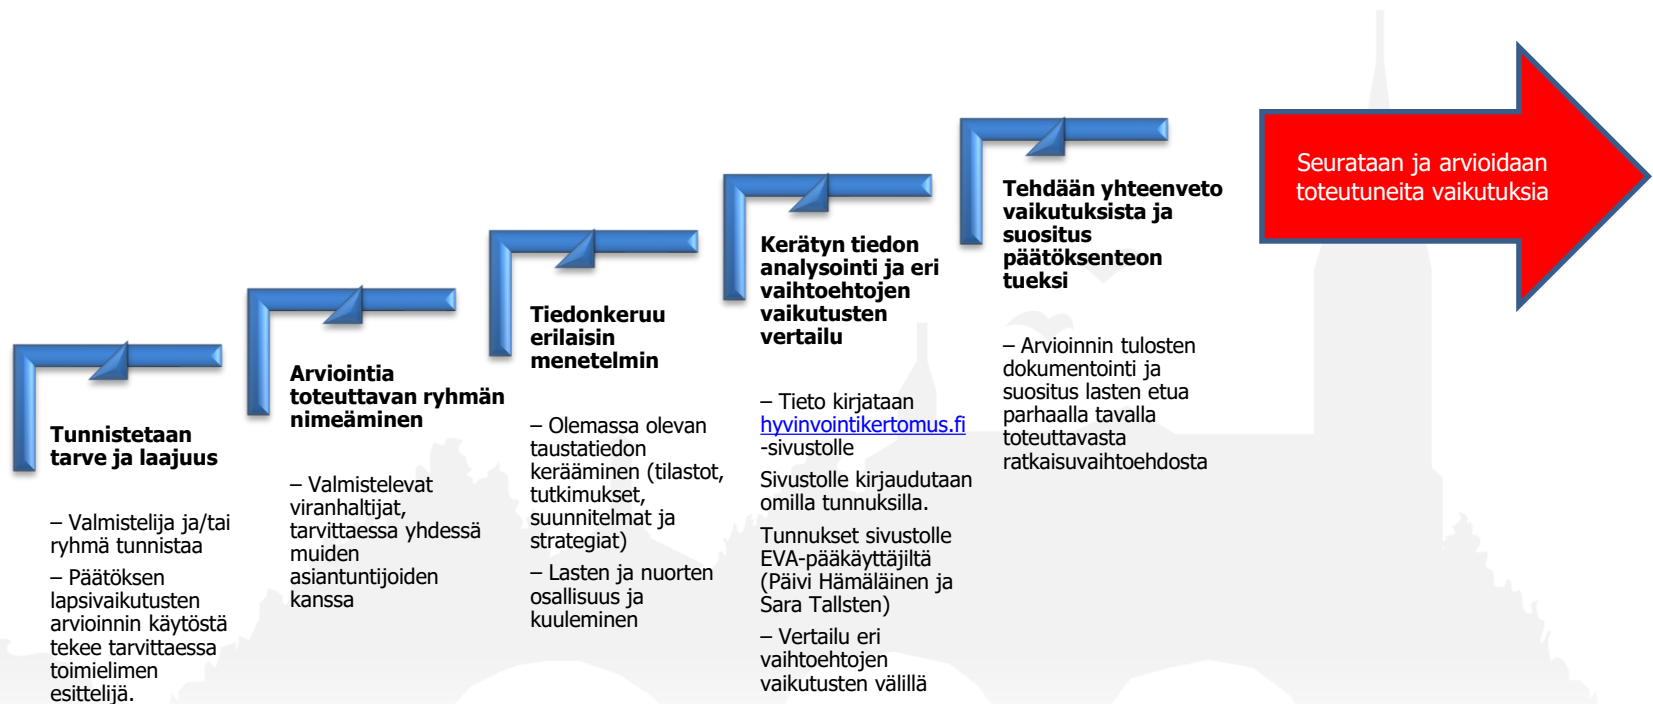 Tunnistetaan
tarve ja laajuus
– Valmistelija ja/tai
ryhmä tunnistaa
– Päätöksen
lapsivaikutusten
arvioinnin käytöstä
tekee tarvittaessa
toimielimen
esittelijä.
Arviointia
toteuttavan ryhmän
nimeäminen
– Valmistelevat
viranhaltijat,
tarvittaessa yhdessä
muiden
asiantuntijoiden
kanssa
Tiedonkeruu
erilaisin
menetelmin
– Olemassa olevan
taustatiedon
kerääminen (tilastot,
tutkimukset,
suunnitelmat ja
strategiat)
– Lasten ja nuorten
osallisuus ja
kuuleminen
Kerätyn tiedon
analysointi ja eri
vaihtoehtojen
vaikutusten
vertailu
– Tieto kirjataan
hyvinvointikertomus.fi
-sivustolle
Sivustolle kirjaudutaan
omilla tunnuksilla.
Tunnukset sivustolle
EVA-pääkäyttäjiltä
(Päivi Hämäläinen ja
Sara Tallsten)
– Vertailu eri
vaihtoehtojen
vaikutusten välillä
Tehdään yhteenveto
vaikutuksista ja
suositus
päätöksenteon
tueksi
– Arvioinnin tulosten
dokumentointi ja
suositus lasten etua
parhaalla tavalla
toteuttavasta
ratkaisuvaihtoehdosta
Seurataan ja arvioidaan
toteutuneita vaikutuksia